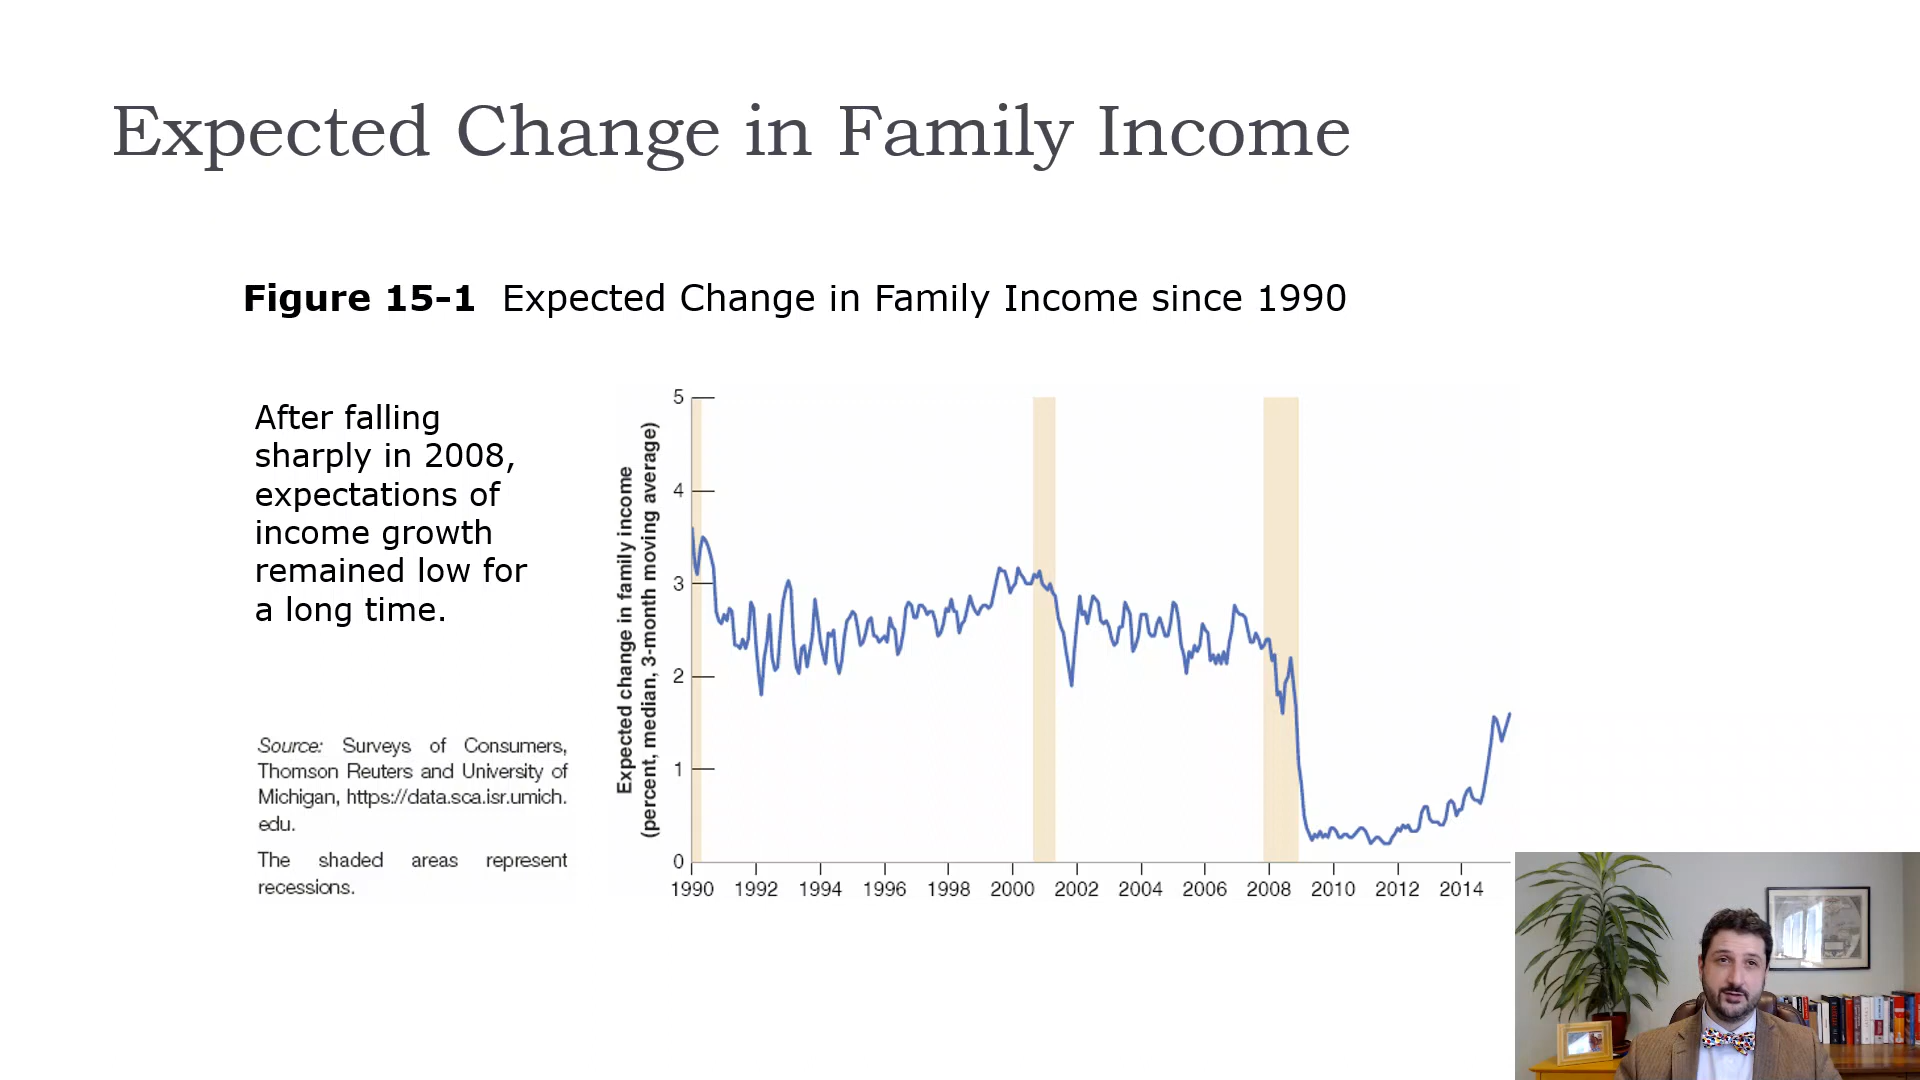 Expected Change in Family Income
Figure 15-1 Expected Change in Family Income since 1990
After falling
sharply in 2008,
expectations of
income growth
remained low for
a long time.
Source: Surveys of Consumers,
Thomson Reuters and University of
Michigan, https://data.sca.isr.umich.
edu.
The shaded areas represent
recessions.
Expected change in family income
(percent, median, 3-month moving average)
5
4
3
2
1
0
1990 1992 1994 1996 1998 2000 2002 2004 2006 2008 2010 2012 2014